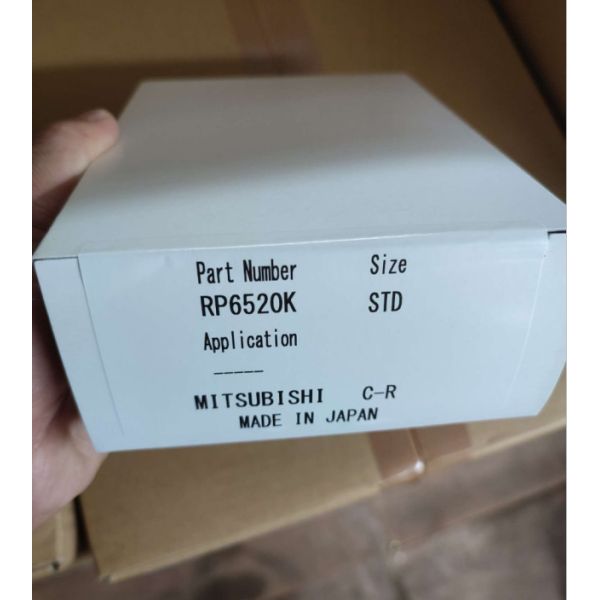 Part Number Size
RP6520K STD
Application
-----
MITSUBISHI C-R
MADE IN JAPAN